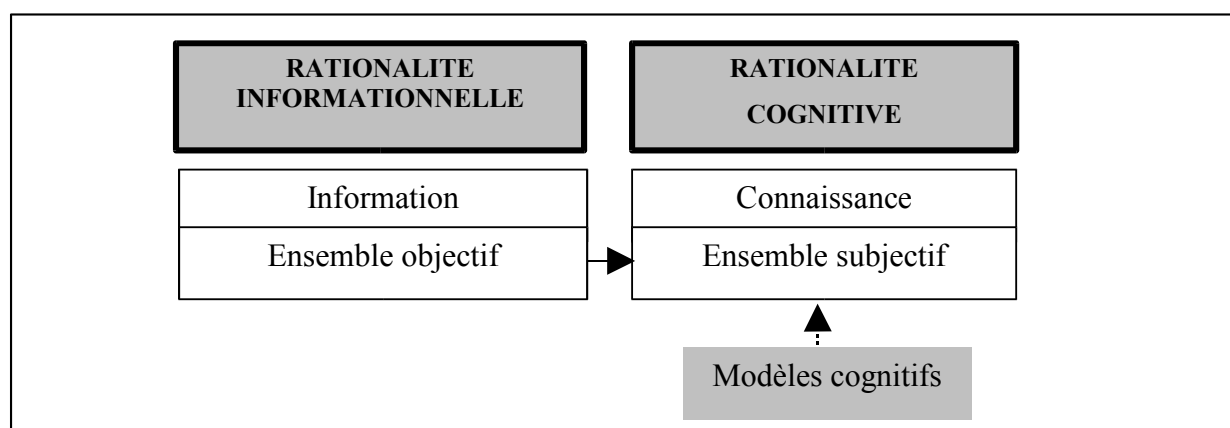 RATIONALITE
INFORMATIONNELLE
RATIONALITE
COGNITIVE
Information
Connaissance
Ensemble objectif
Ensemble subjectif
Modèles cognitifs